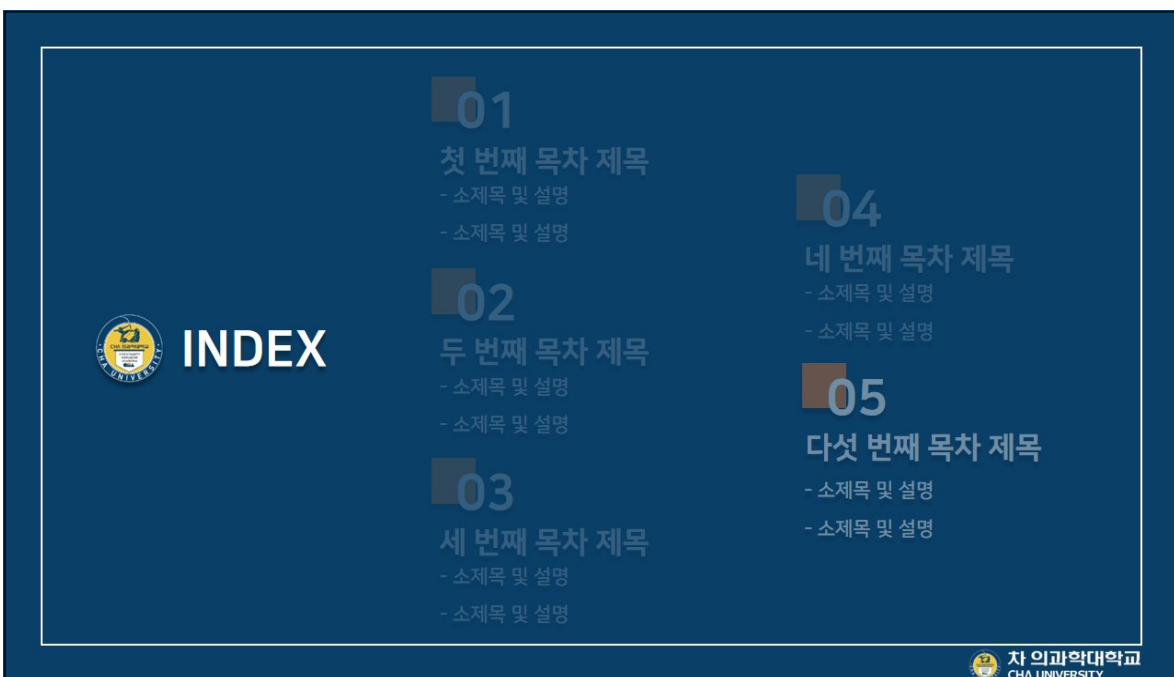 INDEX
01
첫 번째 목차 제목
- 소제목 및 설명
- 소제목 및 설명
02
두 번째 목차 제목
- 소제목 및 설명
- 소제목 및 설명
03
세 번째 목차 제목
- 소제목 및 설명
- 소제목 및 설명
04
네 번째 목차 제목
- 소제목 및 설명
- 소제목 및 설명
05
다섯 번째 목차 제목
- 소제목 및 설명
- 소제목 및 설명
CHA UNIVERSITY
차 의과학대학교
CHA UNIVERSITY